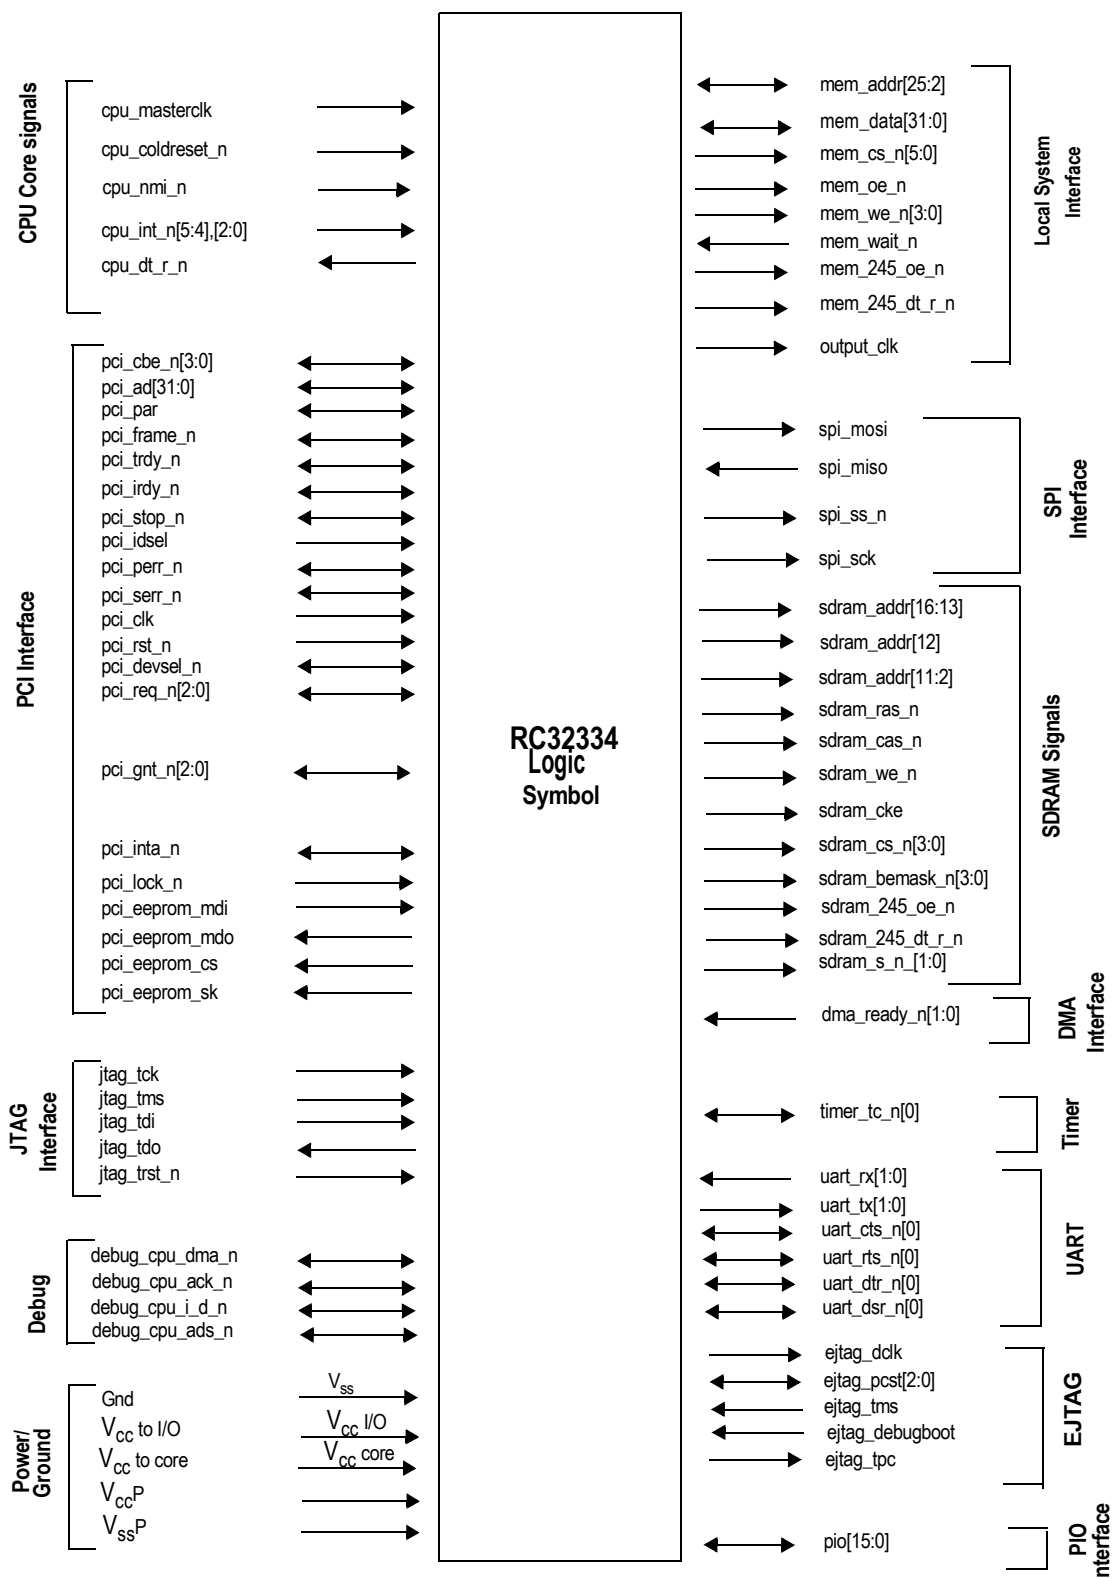 CPU Core signals
cpu_masterclk
cpu_coldreset_n
cpu_nmi_n
cpu_int_n[5:4],[2:0]
cpu_dt_r_n
PCI Interface
pci_cbe_n[3:0]
pci_ad[31:0]
pci_par
pci_frame_n
pci_trdy_n
pci_irdy_n
pci_stop_n
pci_idsel
pci_perr_n
pci_serr_n
pci_clk
pci_rst_n
pci_devsel_n
pci_req_n[2:0]
pci_gnt_n[2:0]
pci_inta_n
pci_lock_n
pci_eeprom_mdi
pci_eeprom_mdo
pci_eeprom_cs
pci_eeprom_sk
JTAG
Interface
jtag_tck
jtag_tms
jtag_tdi
jtag_tdo
jtag_trst_n
Debug
debug_cpu_dma_n
debug_cpu_ack_n
debug_cpu_i_d_n
debug_cpu_ads_n
Power/
Ground
Gnd
Vss
Vcc to I/O
Vcc I/O
Vcc to core
Vcc core
VccP
VssP
RC32334
Logic
Symbol
mem_addr[25:2]
mem_data[31:0]
mem_cs_n[5:0]
mem_oe_n
mem_we_n[3:0]
mem_wait_n
mem_245_oe_n
mem_245_dt_r_n
output_clk
Local System
Interface
spi_mosi
spi_miso
spi_ss_n
spi_sck
SPI
Interface
sdram_addr[16:13]
sdram_addr[12]
sdram_addr[11:2]
sdram_ras_n
sdram_cas_n
sdram_we_n
sdram_cke
sdram_cs_n[3:0]
sdram_bemask_n[3:0]
sdram_245_oe_n
sdram_245_dt_r_n
sdram_s_n_[1:0]
SDRAM Signals
dma_ready_n[1:0]
DMA
Interface
timer_tc_n[0]
Timer
uart_rx[1:0]
uart_tx[1:0]
uart_cts_n[0]
uart_rts_n[0]
uart_dtr_n[0]
uart_dsr_n[0]
UART
ejtag_dclk
ejtag_pcst[2:0]
ejtag_tms
ejtag_debugboot
ejtag_tpc
EJTAG
pio[15:0]
PIO
nterface